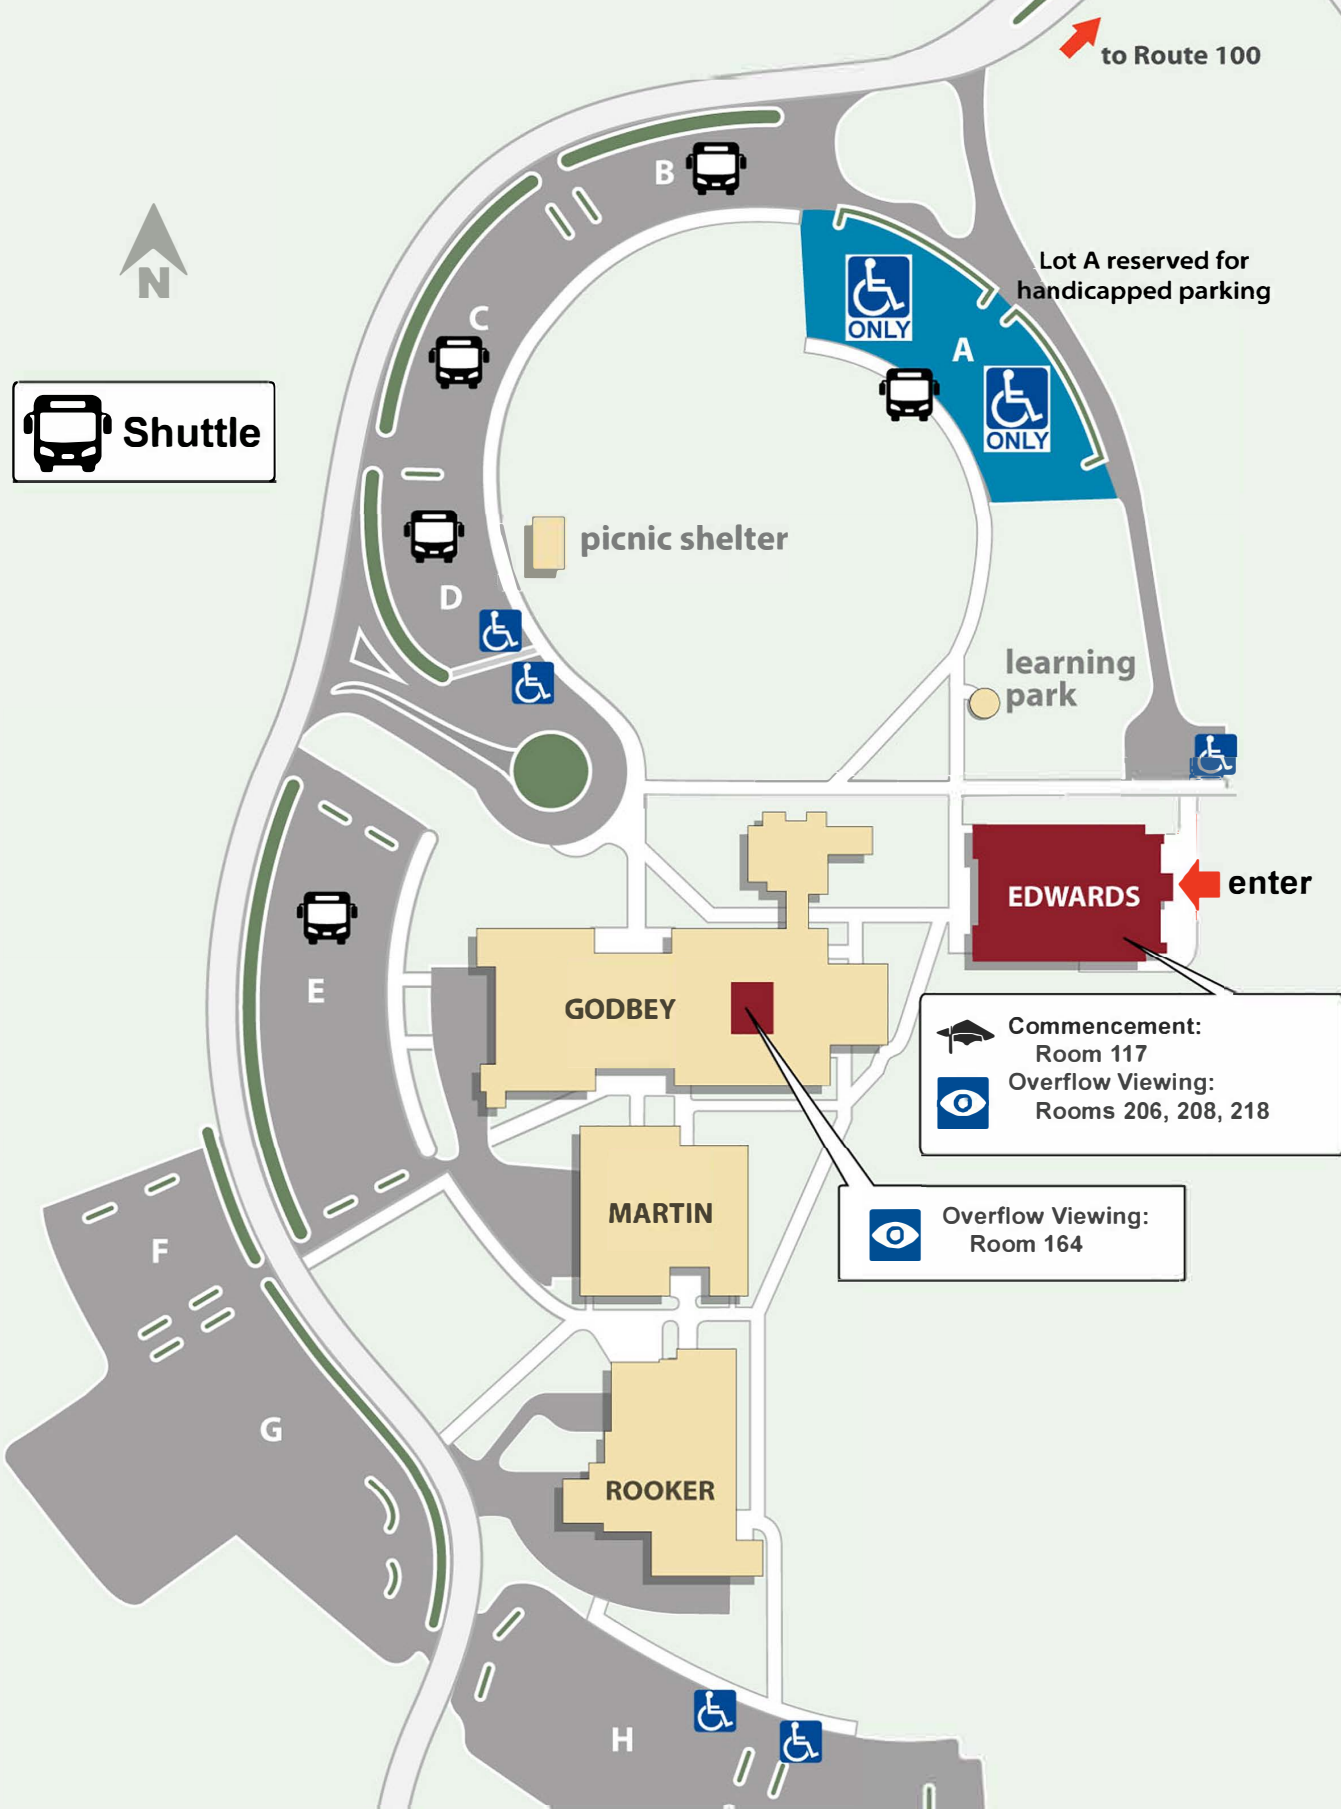 to Route 100
B
N
Lot A reserved for
handicapped parking
ONLY
C
A
ONLY
Shuttle
picnic shelter
D
learning
park
EDWARDS
enter
E
GODBEY
Commencement:
Room 117
Overflow Viewing:
Rooms 206, 208, 218
MARTIN
Overflow Viewing:
Room 164
F
G
ROOKER
H